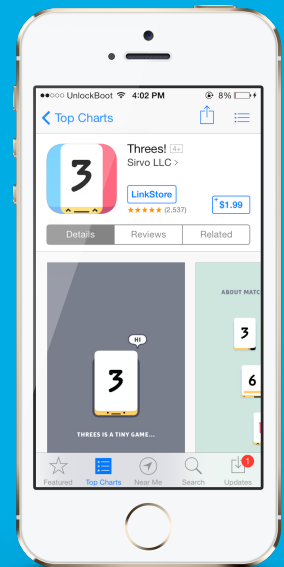 UnlockBoot 4:02 PM 8%
Top Charts
3
Threes! 4+
Sirvo LLC >
LinkStore
(2,537)
+ $1.99
Details Reviews Related
HI
3
THREES IS A TINY GAME...
ABOUT MATC
3
6
1
Featured Top Charts Near Me Search Updates